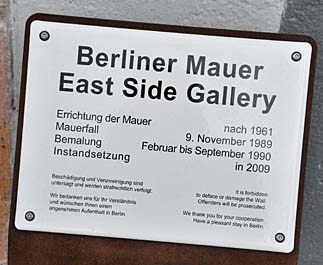 Berliner Mauer
East Side Gallery
Errichtung der Mauer nach 1961
Mauerfall 9. November 1989
Bemalung Februar bis September 1990
Instandsetzung in 2009
Beschädigung und Verunreinigung sind
untersagt und werden strafrechtlich verfolgt.
Wir bedanken uns für Ihr Verständnis
und wünschen Ihnen einen
angenehmen Aufenthalt in Berlin.
It is forbidden
to deface or damage the Wall.
Offenders will be prosecuted.
We thank you for your cooperation.
Have a pleasant stay in Berlin.